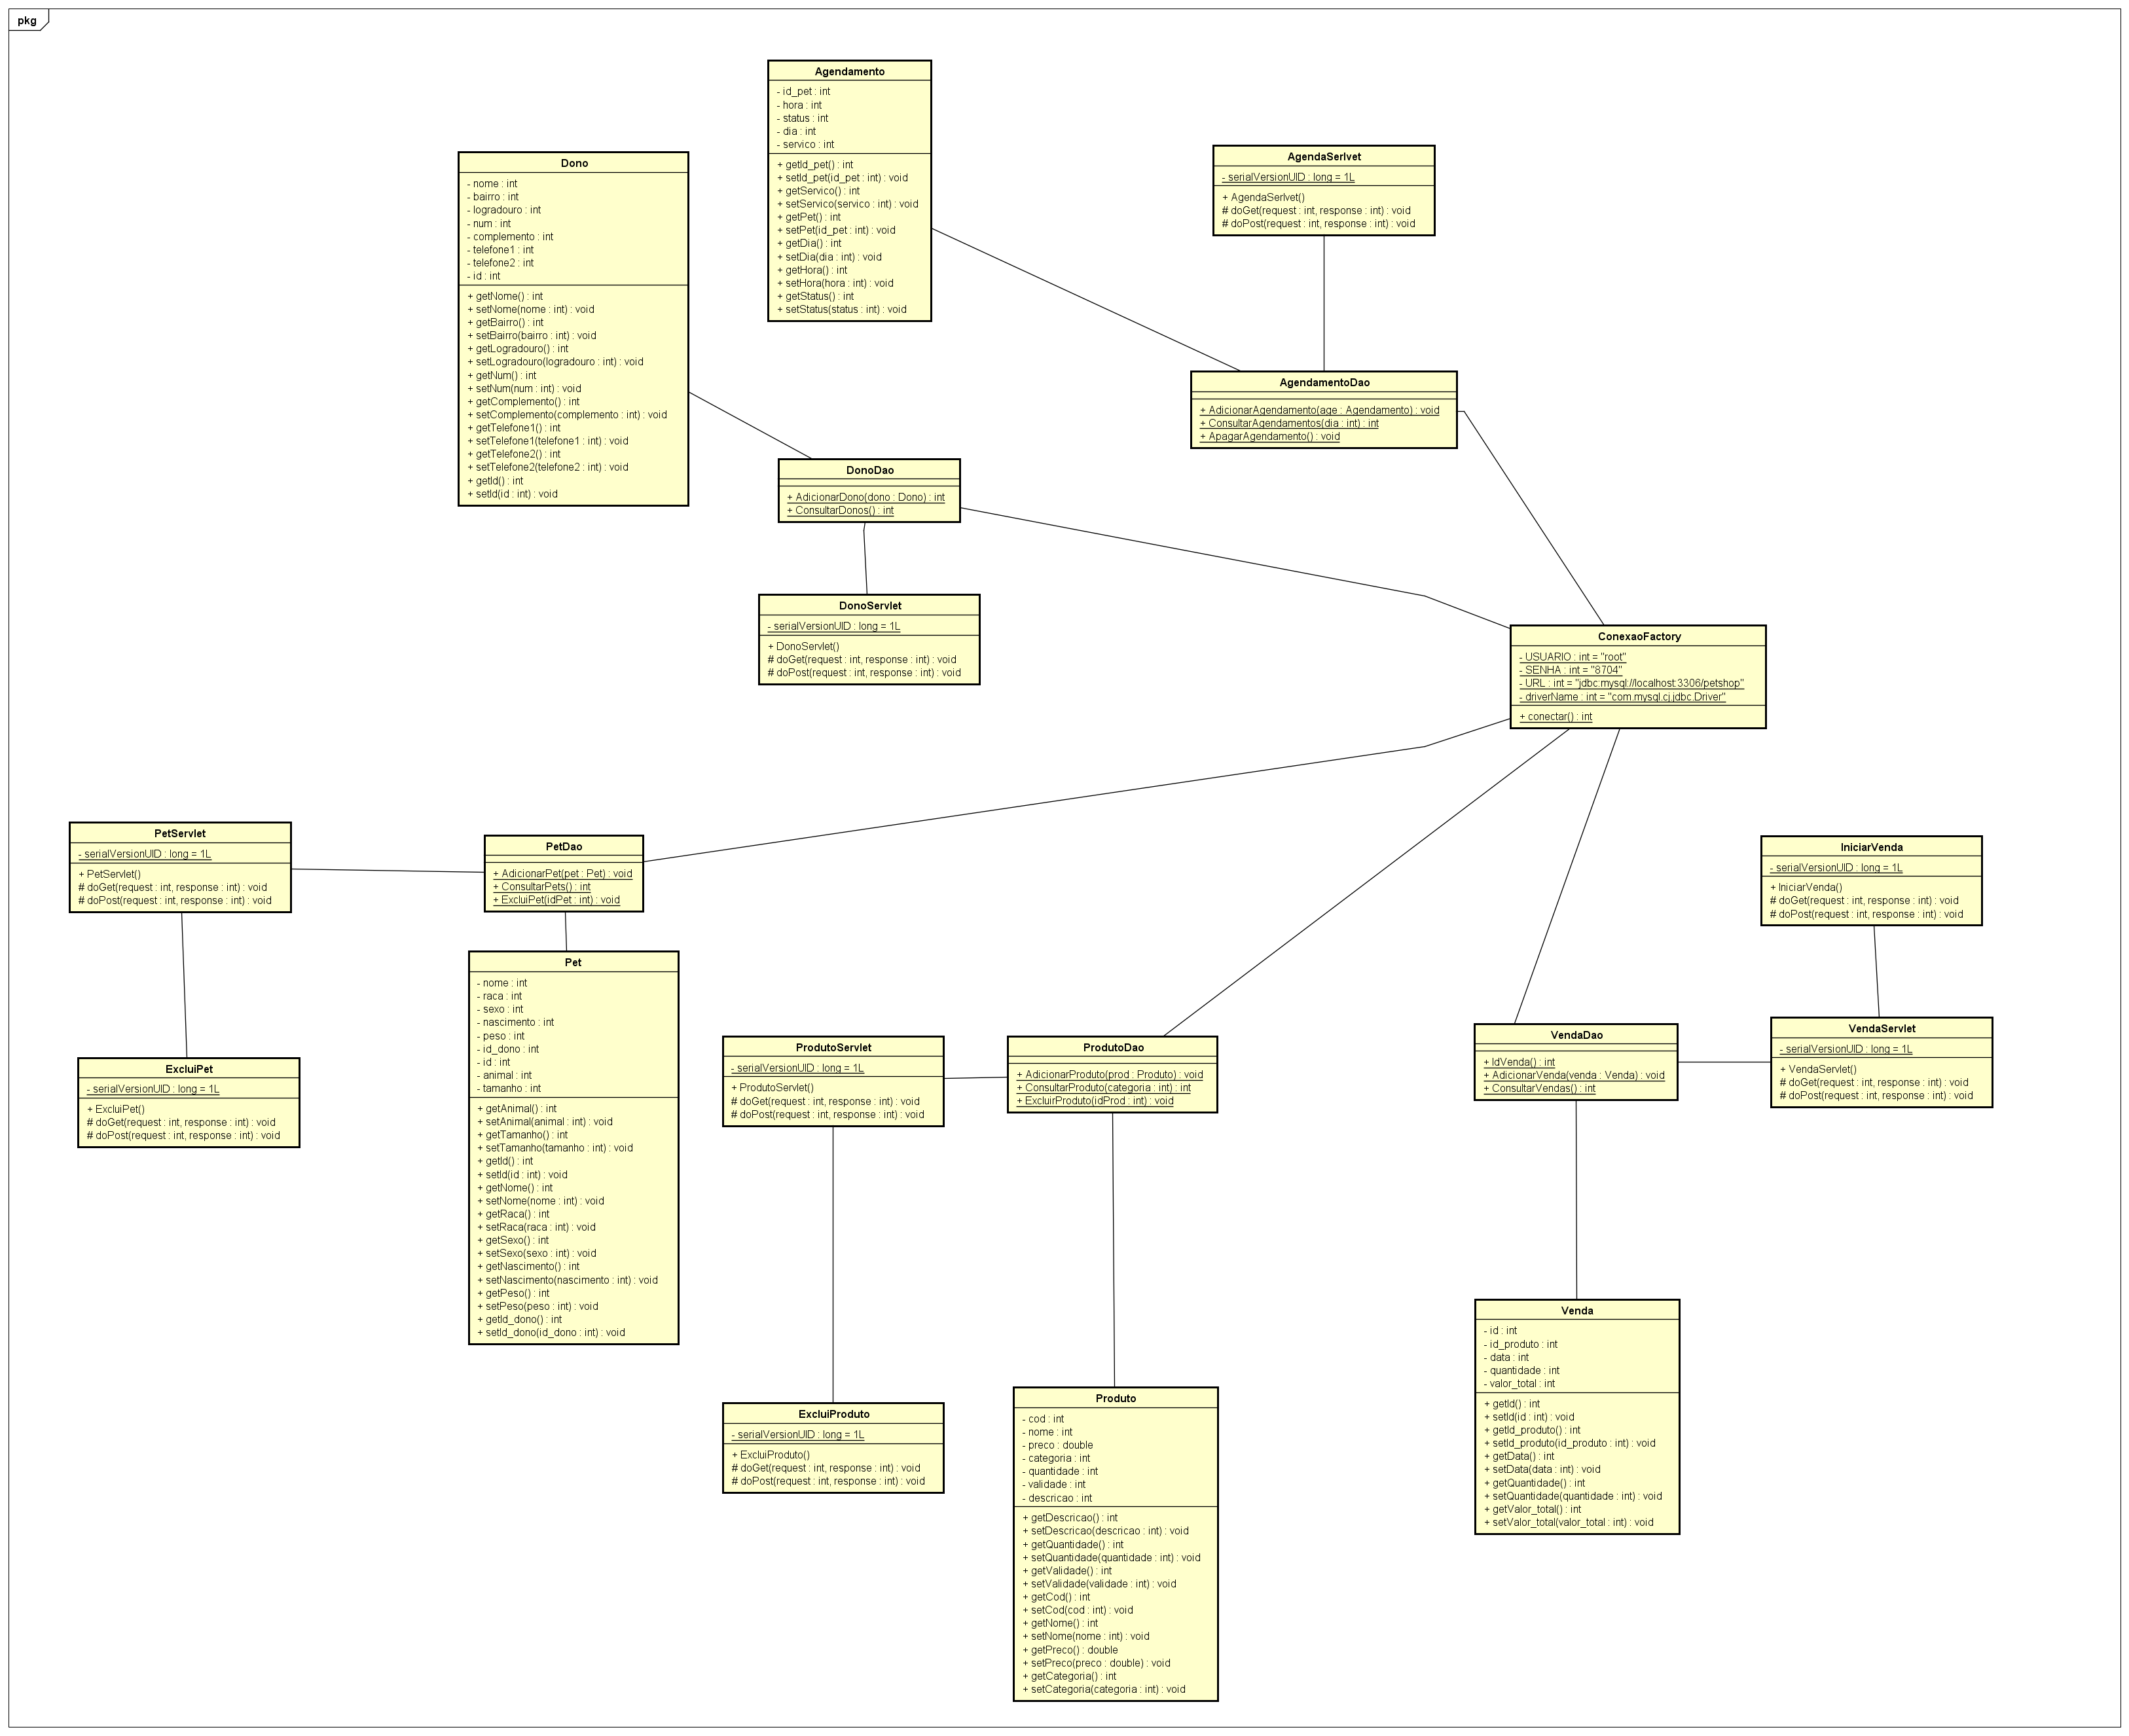 pkg
Agendamento
- id_pet : int
- hora : int
- status : int
- dia : int
- servico : int
+ getId_pet() : int
+ setId_pet(id_pet : int) : void
+ getServico() : int
+ setServico(servico : int) : void
+ getPet() : int
+ setPet(id_pet : int) : void
+ getDia() : int
+ setDia(dia : int) : void
+ getHora() : int
+ setHora(hora : int) : void
+ getStatus() : int
+ setStatus(status : int) : void
AgendaSerlvet
- serialVersionUID : long = 1L
+ AgendaSerlvet()
# doGet(request : int, response : int) : void
# doPost(request : int, response : int) : void
Dono
- nome : int
- bairro : int
- logradouro : int
- num : int
- complemento : int
- telefone1 : int
- telefone2 : int
- id : int
+ getNome() : int
+ setNome(nome : int) : void
+ getBairro() : int
+ setBairro(bairro : int) : void
+ getLogradouro() : int
+ setLogradouro(logradouro : int) : void
+ getNum() : int
+ setNum(num : int) : void
+ getComplemento() : int
+ setComplemento(complemento : int) : void
+ getTelefone1() : int
+ setTelefone1(telefone1 : int) : void
+ getTelefone2() : int
+ setTelefone2(telefone2 : int) : void
+ getId() : int
+ setId(id : int) : void
AgendamentoDao
+ AdicionarAgendamento(age : Agendamento) : void
+ ConsultarAgendamentos(dia : int) : int
+ ApagarAgendamento() : void
DonoDao
+ AdicionarDono(dono : Dono) : int
+ ConsultarDonos() : int
DonoServlet
- serialVersionUID : long = 1L
+ DonoServlet()
# doGet(request : int, response : int) : void
# doPost(request : int, response : int) : void
ConexaoFactory
- USUARIO : int = "root"
- SENHA : int = "8704"
- URL : int = "jdbc:mysql://localhost:3306/petshop"
- driverName : int = "com.mysql.cj.jdbc.Driver"
+ conectar() : int
PetServlet
- serialVersionUID : long = 1L
+ PetServlet()
# doGet(request : int, response : int) : void
# doPost(request : int, response : int) : void
PetDao
+ AdicionarPet(pet : Pet) : void
+ ConsultarPets() : int
+ ExcluiPet(idPet : int) : void
IniciarVenda
- serialVersionUID : long = 1L
+ IniciarVenda()
# doGet(request : int, response : int) : void
# doPost(request : int, response : int) : void
Pet
- nome : int
- raca : int
- sexo : int
- nascimento : int
- peso : int
- id_dono : int
- id : int
- animal : int
- tamanho : int
+ getAnimal() : int
+ setAnimal(animal : int) : void
+ getTamanho() : int
+ setTamanho(tamanho : int) : void
+ getId() : int
+ setId(id : int) : void
+ getNome() : int
+ setNome(nome : int) : void
+ getRaca() : int
+ setRaca(raca : int) : void
+ getSexo() : int
+ setSexo(sexo : int) : void
+ getNascimento() : int
+ setNascimento(nascimento : int) : void
+ getPeso() : int
+ setPeso(peso : int) : void
+ getId_dono() : int
+ setId_dono(id_dono : int) : void
ExcluiPet
- serialVersionUID : long = 1L
+ ExcluiPet()
# doGet(request : int, response : int) : void
# doPost(request : int, response : int) : void
ProdutoServlet
- serialVersionUID : long = 1L
+ ProdutoServlet()
# doGet(request : int, response : int) : void
# doPost(request : int, response : int) : void
ProdutoDao
+ AdicionarProduto(prod : Produto) : void
+ ConsultarProduto(categoria : int) : int
+ ExcluirProduto(idProd : int) : void
VendaDao
+ IdVenda() : int
+ AdicionarVenda(venda : Venda) : void
+ ConsultarVendas() : int
VendaServlet
- serialVersionUID : long = 1L
+ VendaServlet()
# doGet(request : int, response : int) : void
# doPost(request : int, response : int) : void
Venda
- id : int
- id_produto : int
- data : int
- quantidade : int
- valor_total : int
+ getId() : int
+ setId(id : int) : void
+ getId_produto() : int
+ setId_produto(id_produto : int) : void
+ getData() : int
+ setData(data : int) : void
+ getQuantidade() : int
+ setQuantidade(quantidade : int) : void
+ getValor_total() : int
+ setValor_total(valor_total : int) : void
ExcluiProduto
- serialVersionUID : long = 1L
+ ExcluiProduto()
# doGet(request : int, response : int) : void
# doPost(request : int, response : int) : void
Produto
- cod : int
- nome : int
- preco : double
- categoria : int
- quantidade : int
- validade : int
- descricao : int
+ getDescricao() : int
+ setDescricao(descricao : int) : void
+ getQuantidade() : int
+ setQuantidade(quantidade : int) : void
+ getValidade() : int
+ setValidade(validade : int) : void
+ getCod() : int
+ setCod(cod : int) : void
+ getNome() : int
+ setNome(nome : int) : void
+ getPreco() : double
+ setPreco(preco : double) : void
+ getCategoria() : int
+ setCategoria(categoria : int) : void